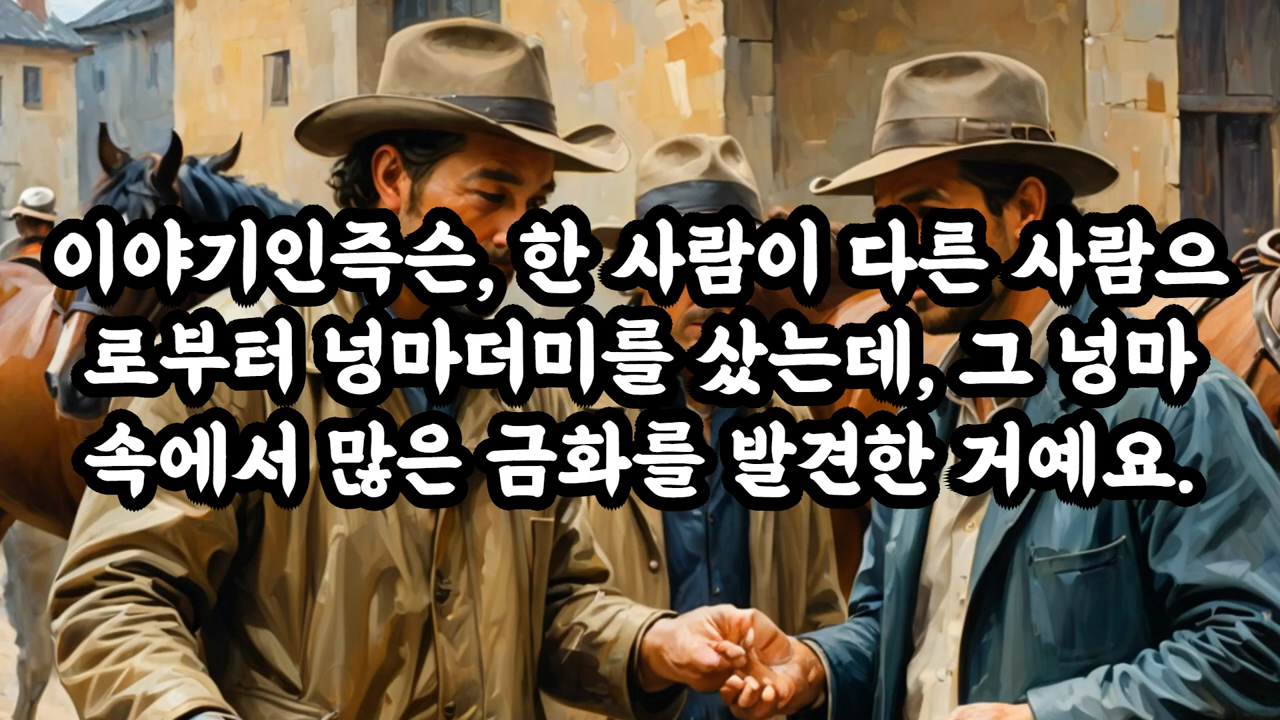 이야기인즉슨, 한 사람이 다른 사람으
로부터 넝마더미를 샀는데, 그 넝마
속에서 많은 금화를 발견한 거예요.